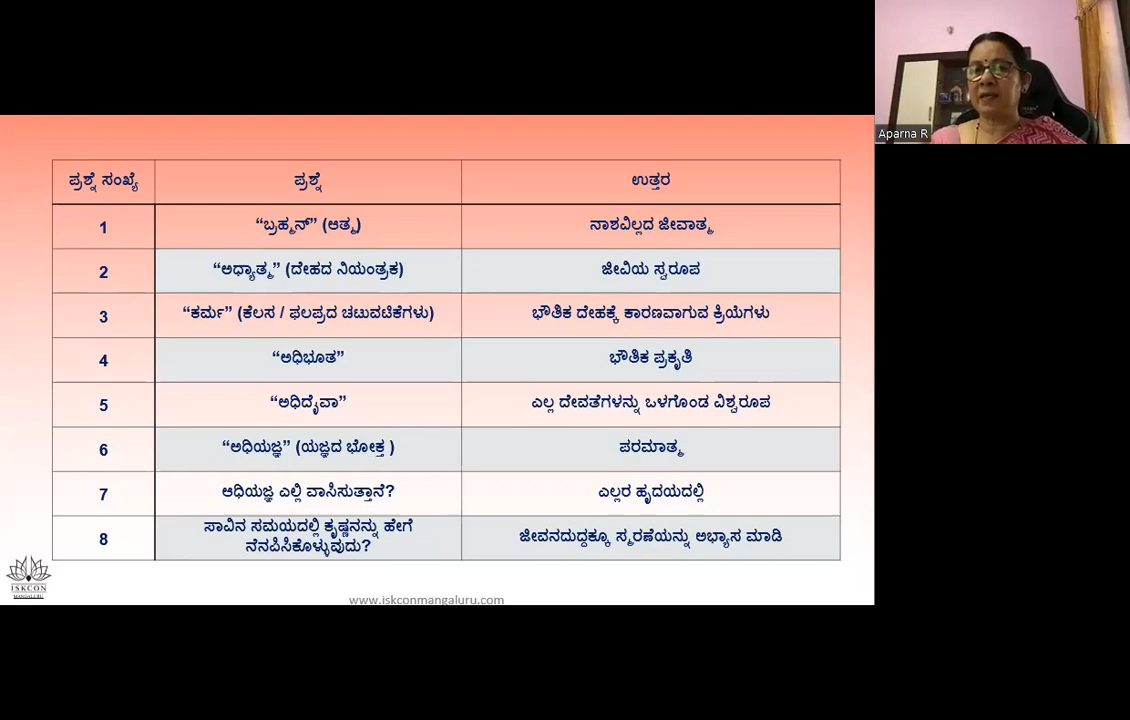 Aparna R
ಪ್ರಶ್ನೆ ಸಂಖ್ಯೆ ಪ್ರಶ್ನೆ ಉತ್ತರ
1 “ಬ್ರಹ್ಮನ್” (ಆತ್ಮ) ನಾಶವಿಲ್ಲದ ಜೀವಾತ್ಮ
2 “ಅಧ್ಯಾತ್ಮ” (ದೇಹದ ನಿಯಂತ್ರಕ) ಜೀವಿಯ ಸ್ವರೂಪ
3 “ಕರ್ಮ” (ಕೆಲಸ / ಫಲಪ್ರದ ಚಟುವಟಿಕೆಗಳು) ಭೌತಿಕ ದೇಹಕ್ಕೆ ಕಾರಣವಾಗುವ ಕ್ರಿಯೆಗಳು
4 “ಅಧಿಭೂತ” ಭೌತಿಕ ಪ್ರಕೃತಿ
5 “ಅಧಿದೈವಾ” ಎಲ್ಲ ದೇವತೆಗಳನ್ನು ಒಳಗೊಂಡ ವಿಶ್ವರೂಪ
6 “ಅಧಿಯಜ್ಞ” (ಯಜ್ಞದ ಭೋಕ್ತ ) ಪರಮಾತ್ಮ
7 ಅಧಿಯಜ್ಞ ಎಲ್ಲಿ ವಾಸಿಸುತ್ತಾನೆ? ಎಲ್ಲರ ಹೃದಯದಲ್ಲಿ
8 ಸಾವಿನ ಸಮಯದಲ್ಲಿ ಕೃಷ್ಣನನ್ನು ಹೇಗೆ
ನೆನಪಿಸಿಕೊಳ್ಳುವುದು? ಜೀವನದುದ್ದಕ್ಕೂ ಸ್ಮರಣೆಯನ್ನು ಅಭ್ಯಾಸ ಮಾಡಿ
ISKCON
MANGALURU
www.iskconmangaluru.com